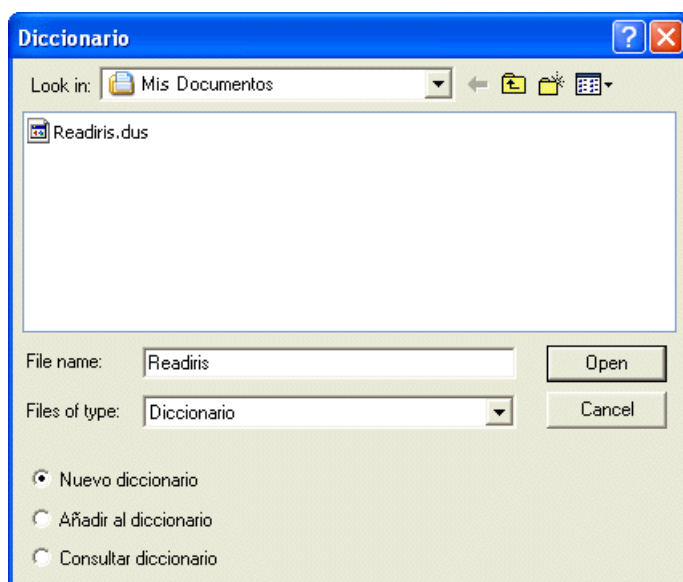 Diccionario
Look in: Mis Documentos
Readiris.dus
File name: Readiris Open
Files of type: Diccionario Cancel
Nuevo diccionario
Añadir al diccionario
Consultar diccionario